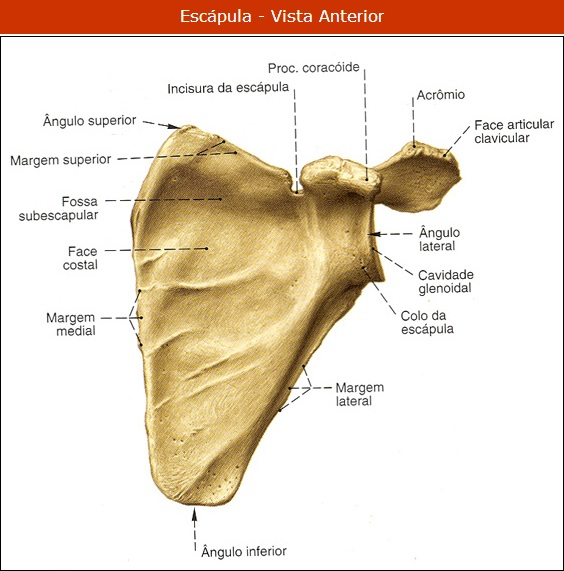 Escápula - Vista Anterior
Proc. coracóide
Incisura da escápula
Acrômio
Ângulo superior
Face articular
clavicular
Margem superior
Fossa
subescapular
Ângulo
lateral
Face
costal
Cavidade
glenoidal
Margem
medial
Colo da
escápula
Margem
lateral
Ângulo inferior